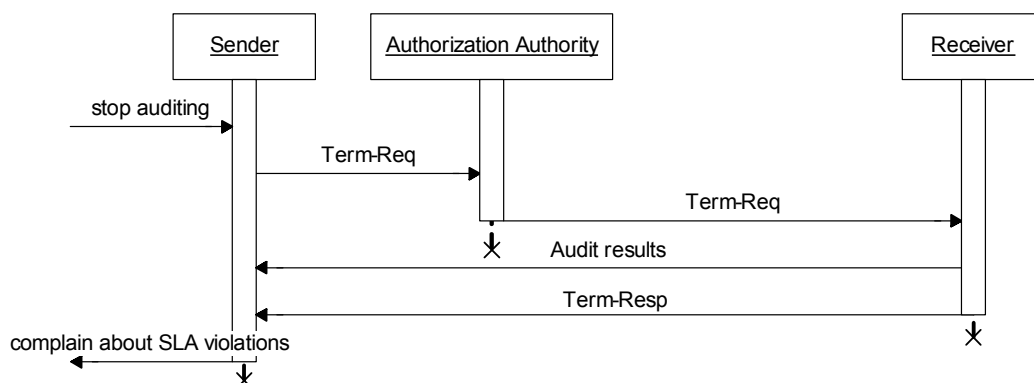 Sender
Authorization Authority
Receiver
stop auditing
Term-Req
Term-Req
Audit results
Term-Resp
complain about SLA violations